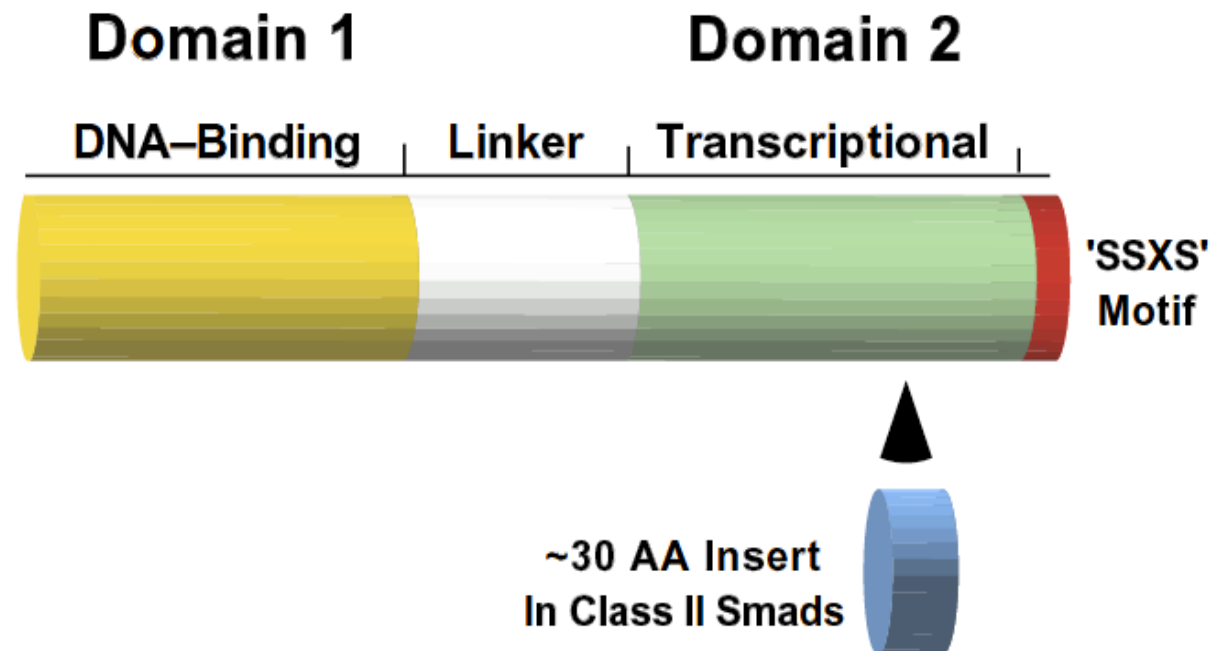 Domain 1 Domain 2
DNA–Binding Linker Transcriptional
'SSXS'
Motif
~30 AA Insert
In Class II Smads